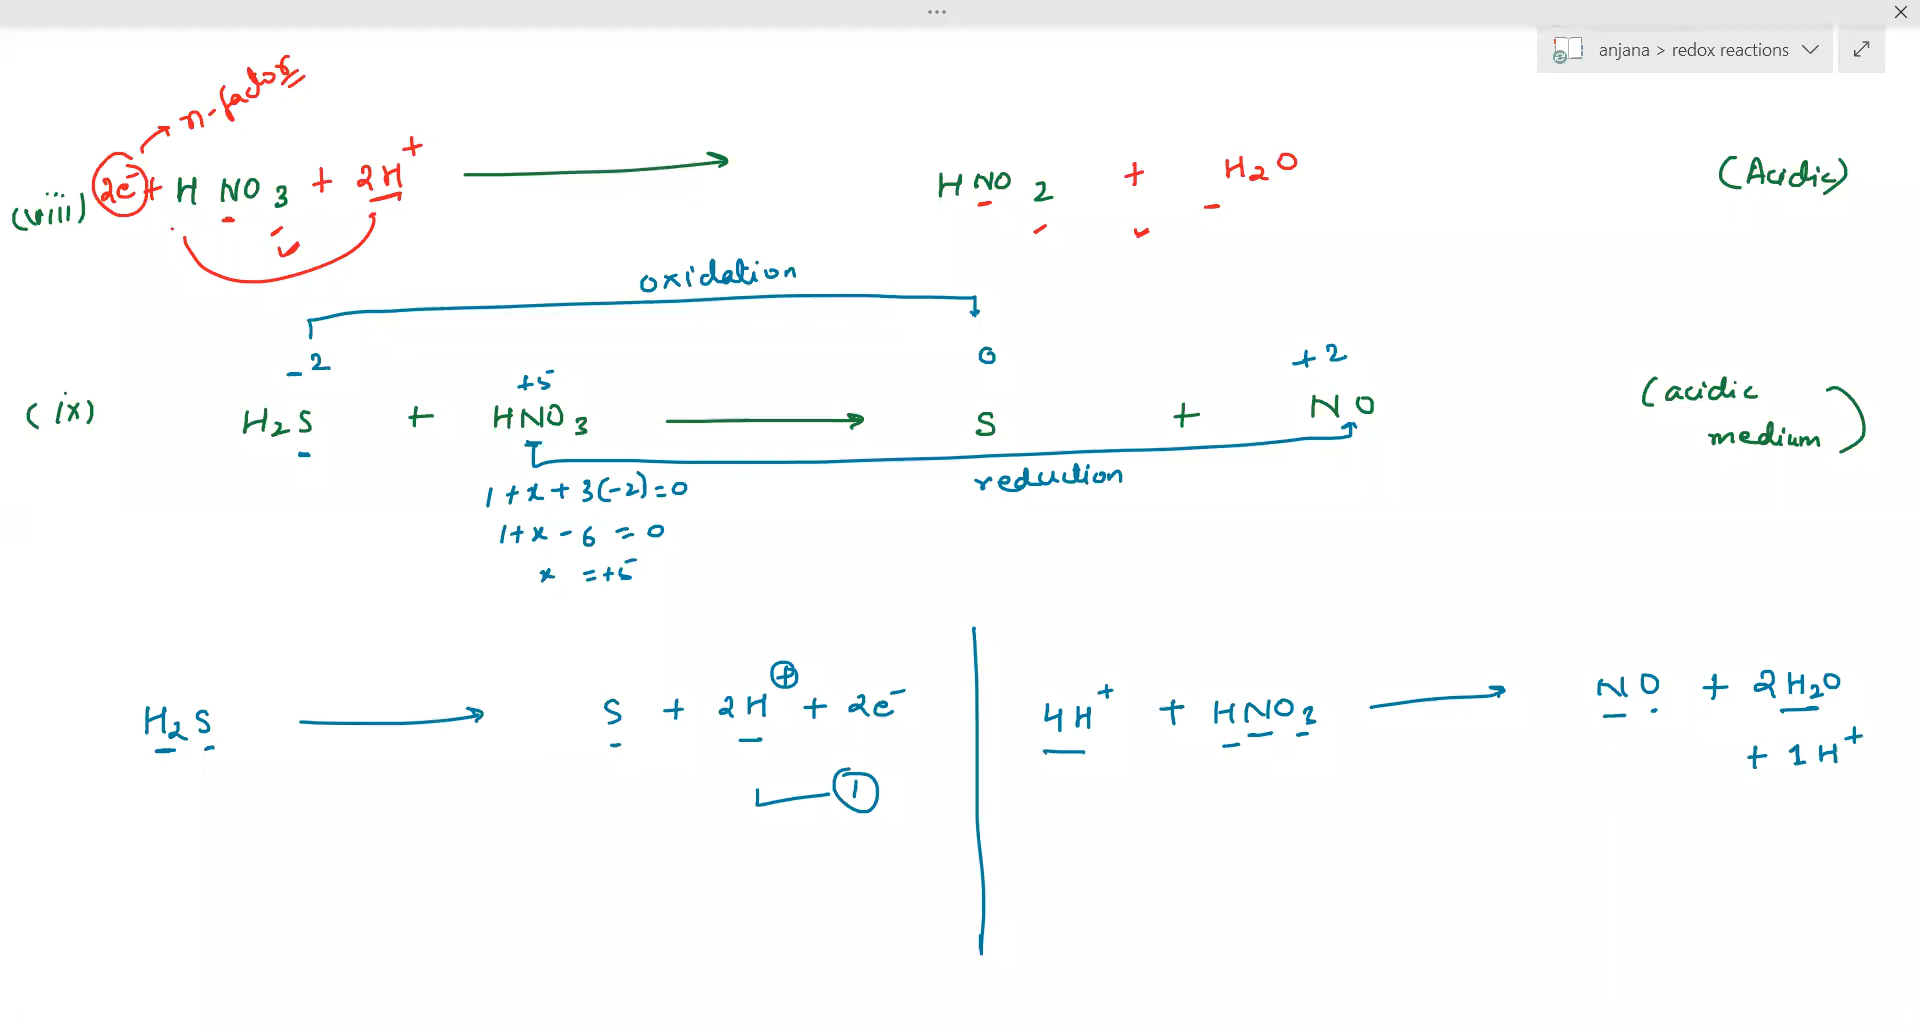 anjana > redox reactions
n-factor
(viii) 2e⁻ + HNO₃ + 2H⁺ ⟶ HNO₂ + H₂O (Acidic)
oxidation
-2 0
+5 +2
(ix) H₂S + HNO₃ ⟶ S + NO (acidic
medium)
reduction
1+x+3(-2)=0
1+x-6=0
x=+5
H₂S ⟶ S + 2H⁺ + 2e⁻
4H⁺ + HNO₃ ⟶ NO + 2H₂O
+ 1H⁺
1